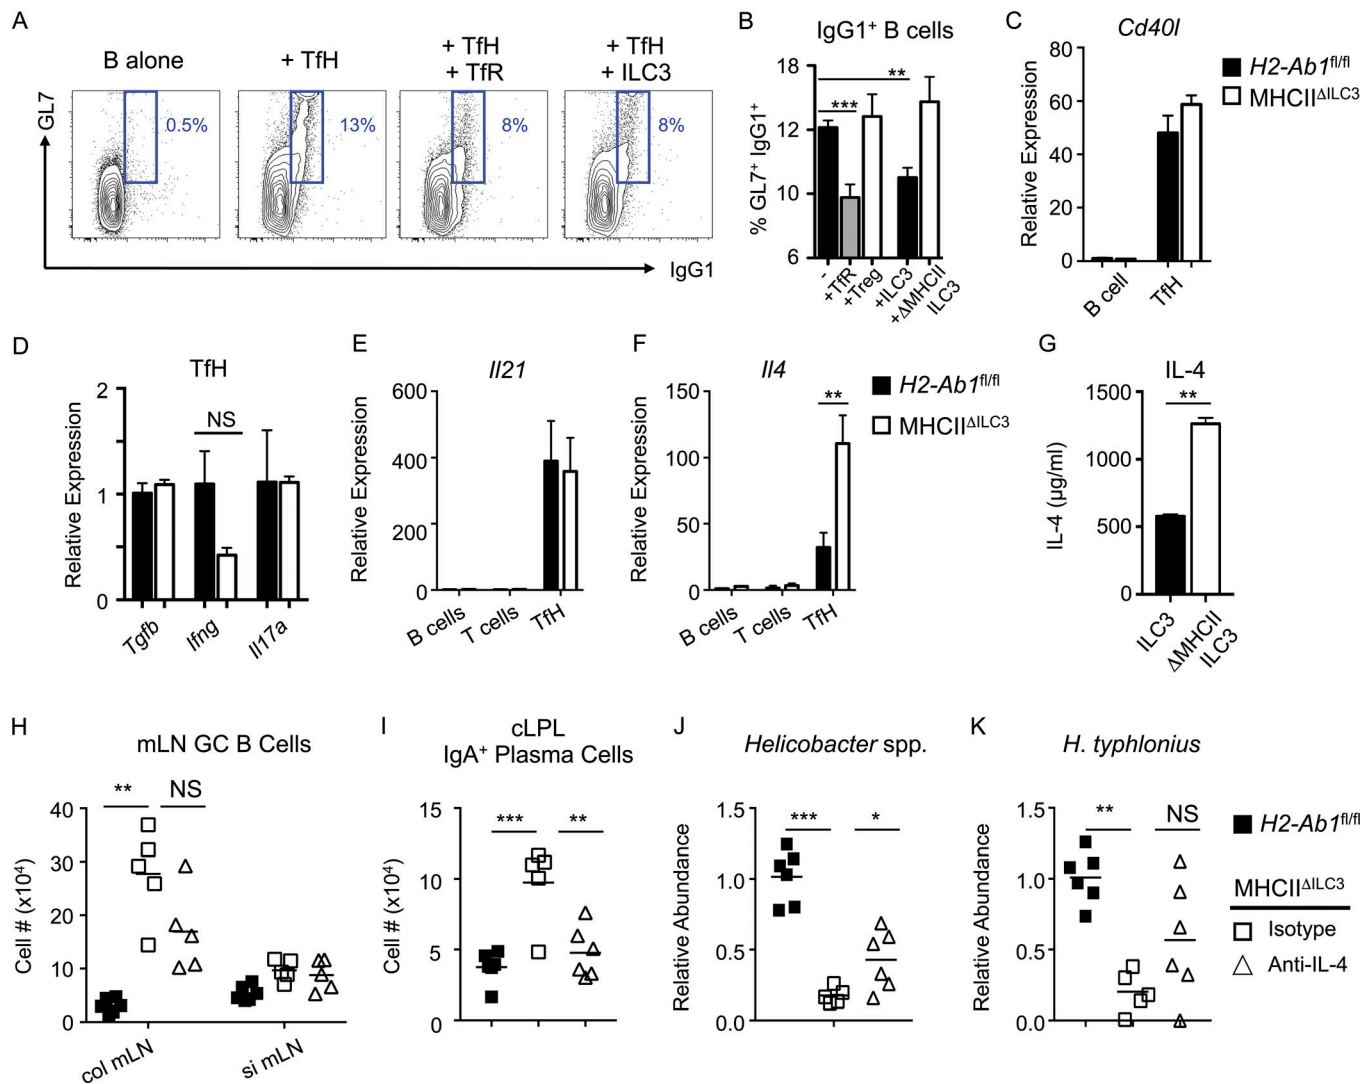 A
B alone
+ TfH
+ TfH
+ TfR
+ TfH
+ ILC3
GL7
0.5%
13%
8%
8%
IgG1
B
IgG1+ B cells
% GL7+ IgG1+
18
12
10
6
**
***
-
+TfR
+Treg
+ILC3
+ΔMHCII
ILC3
C
Cd40l
Relative Expression
80
60
40
20
0
B cell
TfH
H2-Ab1fl/fl
MHCIIΔILC3
D
TfH
Relative Expression
2
1
0
NS
Tgfb
Ifng
Il17a
E
Il21
Relative Expression
600
400
200
0
B cells
T cells
TfH
F
Il4
Relative Expression
150
100
50
0
**
B cells
T cells
TfH
H2-Ab1fl/fl
MHCIIΔILC3
G
IL-4
IL-4 (μg/ml)
1500
1000
500
0
**
ILC3
ΔMHCII
ILC3
H
mLN GC B Cells
Cell # (x10⁴)
40
30
20
10
0
**
NS
col mLN
si mLN
I
cLPL
IgA+ Plasma Cells
Cell # (x10⁴)
15
10
5
0
***
**
J
Helicobacter spp.
Relative Abundance
1.5
1.0
0.5
0.0
***
*
K
H. typhlonius
Relative Abundance
1.5
1.0
0.5
0.0
**
NS
H2-Ab1fl/fl
MHCIIΔILC3
Isotype
Anti-IL-4